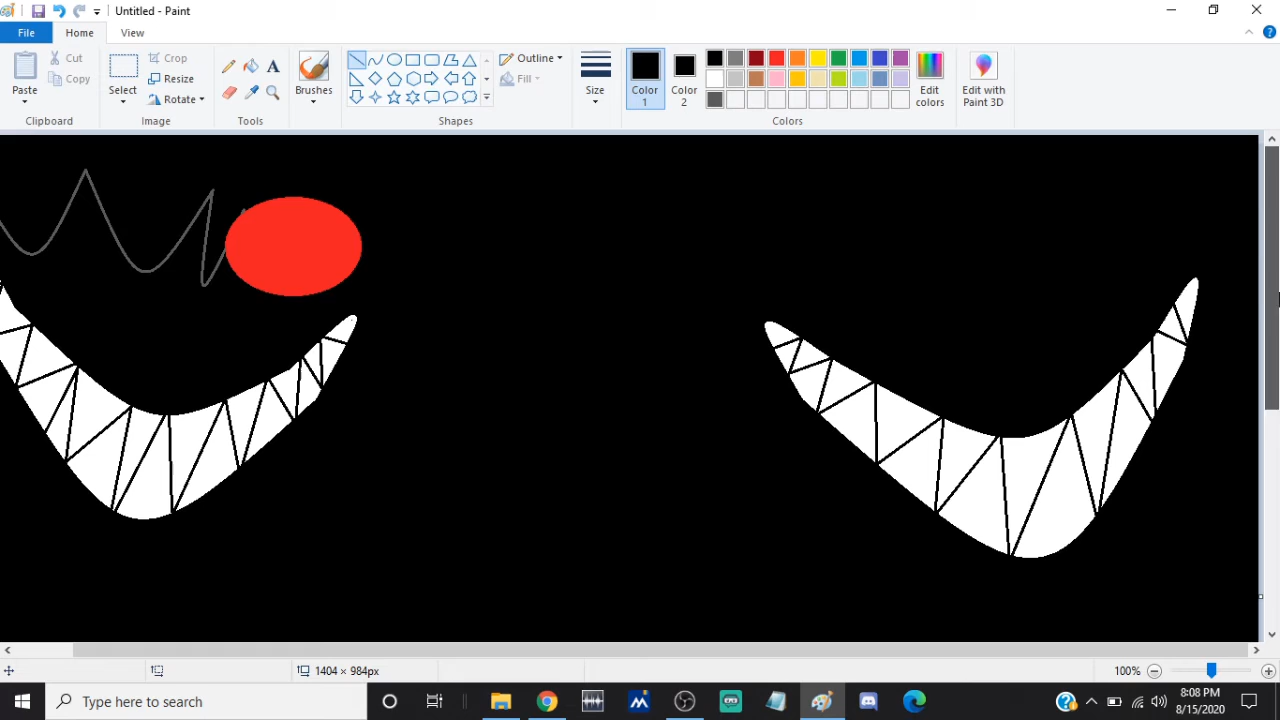 Untitled - Paint
File
Home
View
Paste
Cut
Copy
Clipboard
Select
Crop
Resize
Rotate
Image
A
Tools
Brushes
Shapes
Outline
Fill
Size
Color
1
Color
2
Edit
colors
Colors
Edit with
Paint 3D
1404 × 984px
100%
Type here to search
8:08 PM
8/15/2020